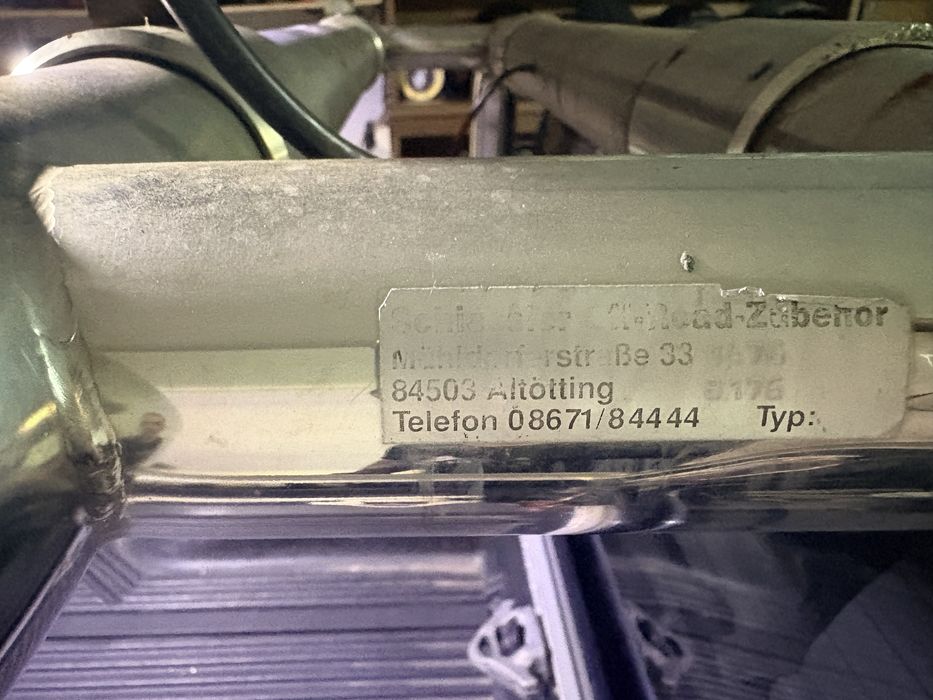 -Road-Zubehör
Mühldorferstraße 33
84503 Altötting
Telefon 08671/84444 Typ: